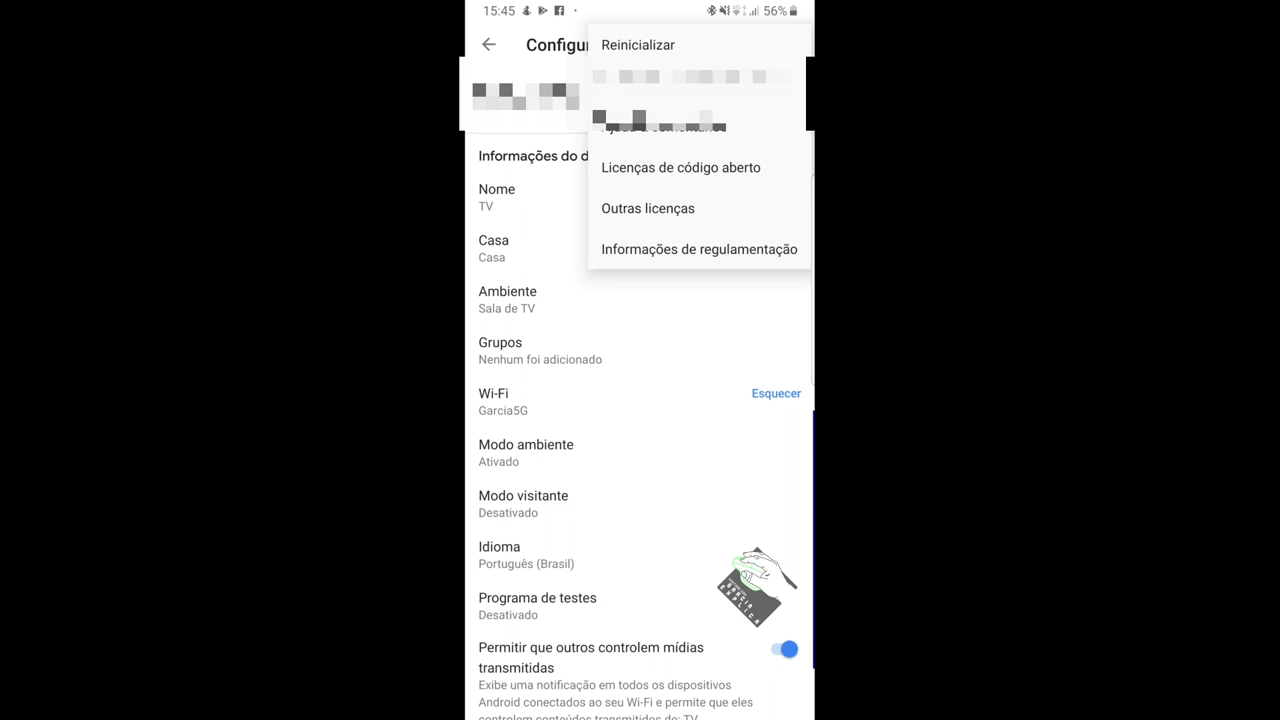 15:45
56%
Configu
Reinicializar
Licenças de código aberto
Outras licenças
Informações de regulamentação
Informações do d
Nome
TV
Casa
Casa
Ambiente
Sala de TV
Grupos
Nenhum foi adicionado
Wi-Fi
Esquecer
Garcia5G
Modo ambiente
Ativado
Modo visitante
Desativado
Idioma
Português (Brasil)
Programa de testes
Desativado
GARCIA
EXPLICA
Permitir que outros controlem mídias
transmitidas
Exibe uma notificação em todos os dispositivos
Android conectados ao seu Wi-Fi e permite que eles
controlem conteúdos transmitidos de: TV